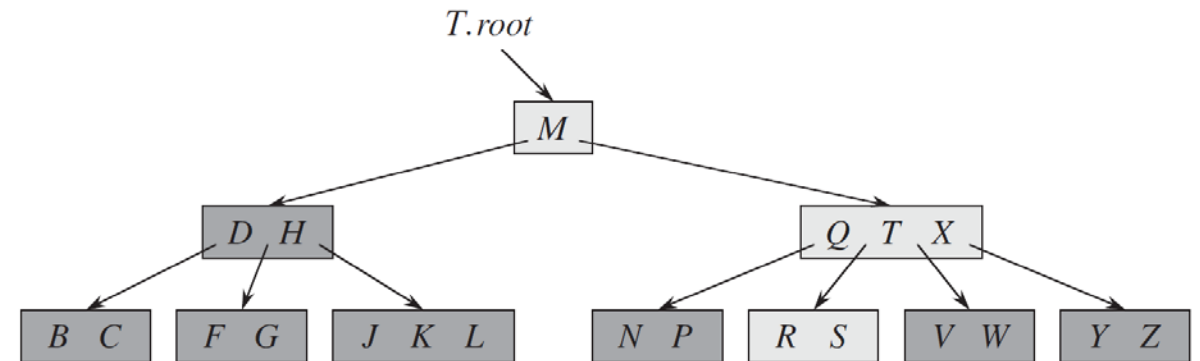 T.root
M
D H
Q T X
B C
F G
J K L
N P
R S
V W
Y Z